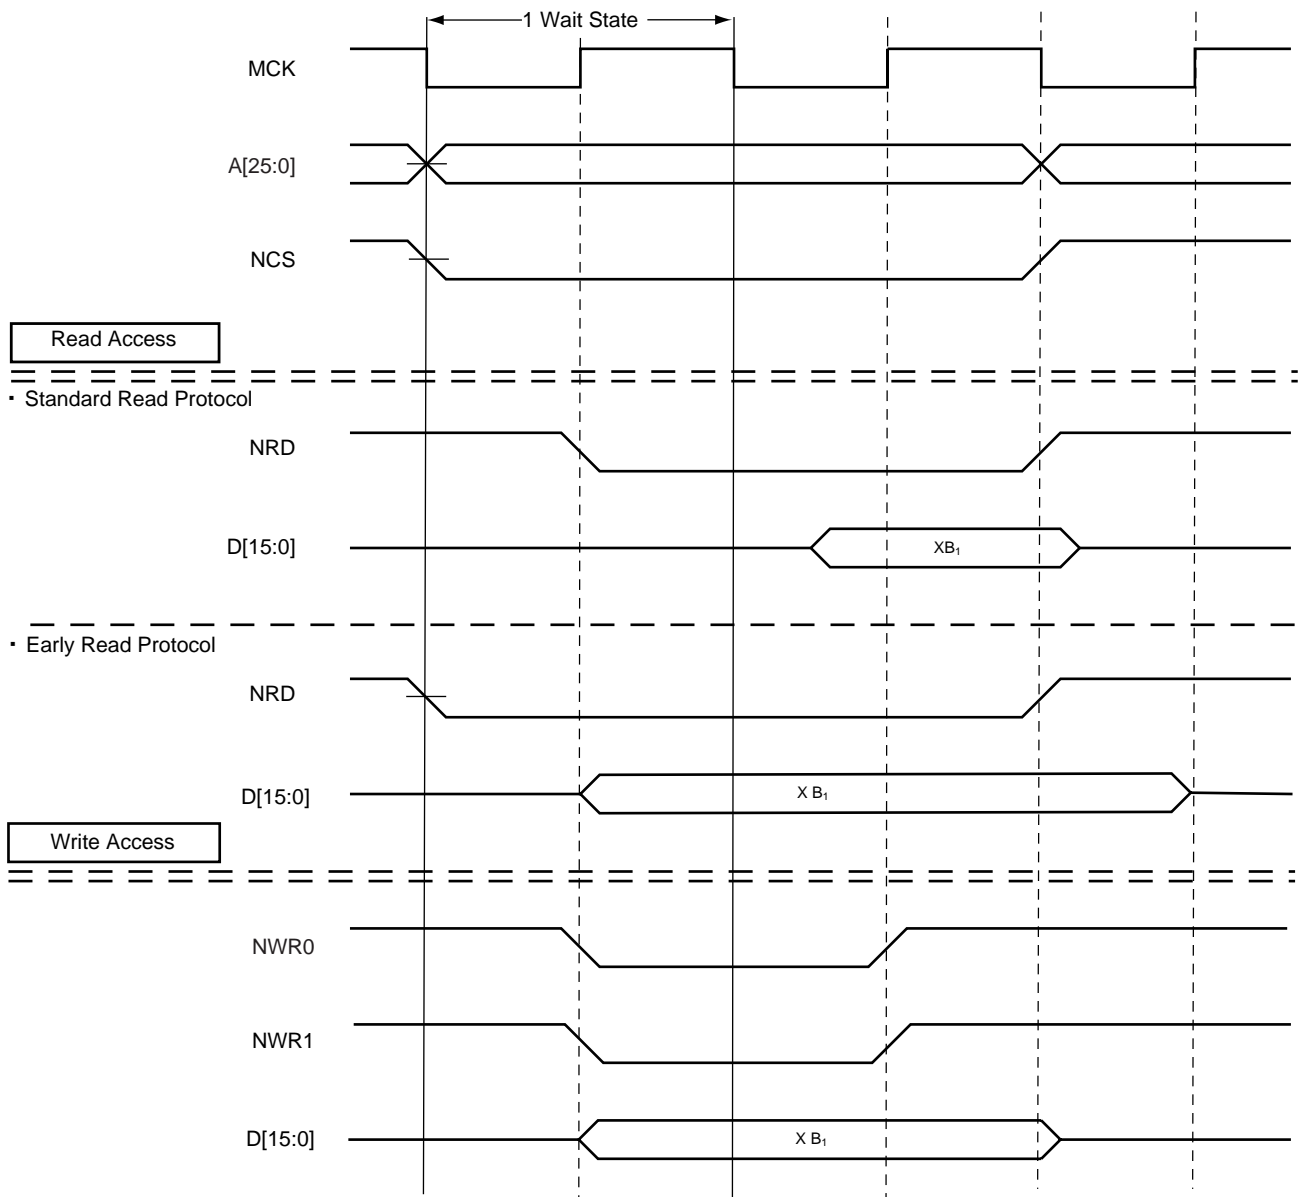 1 Wait State
MCK
A[25:0]
NCS
Read Access
· Standard Read Protocol
NRD
D[15:0]
XB₁
· Early Read Protocol
NRD
D[15:0]
X B₁
Write Access
NWR0
NWR1
D[15:0]
X B₁